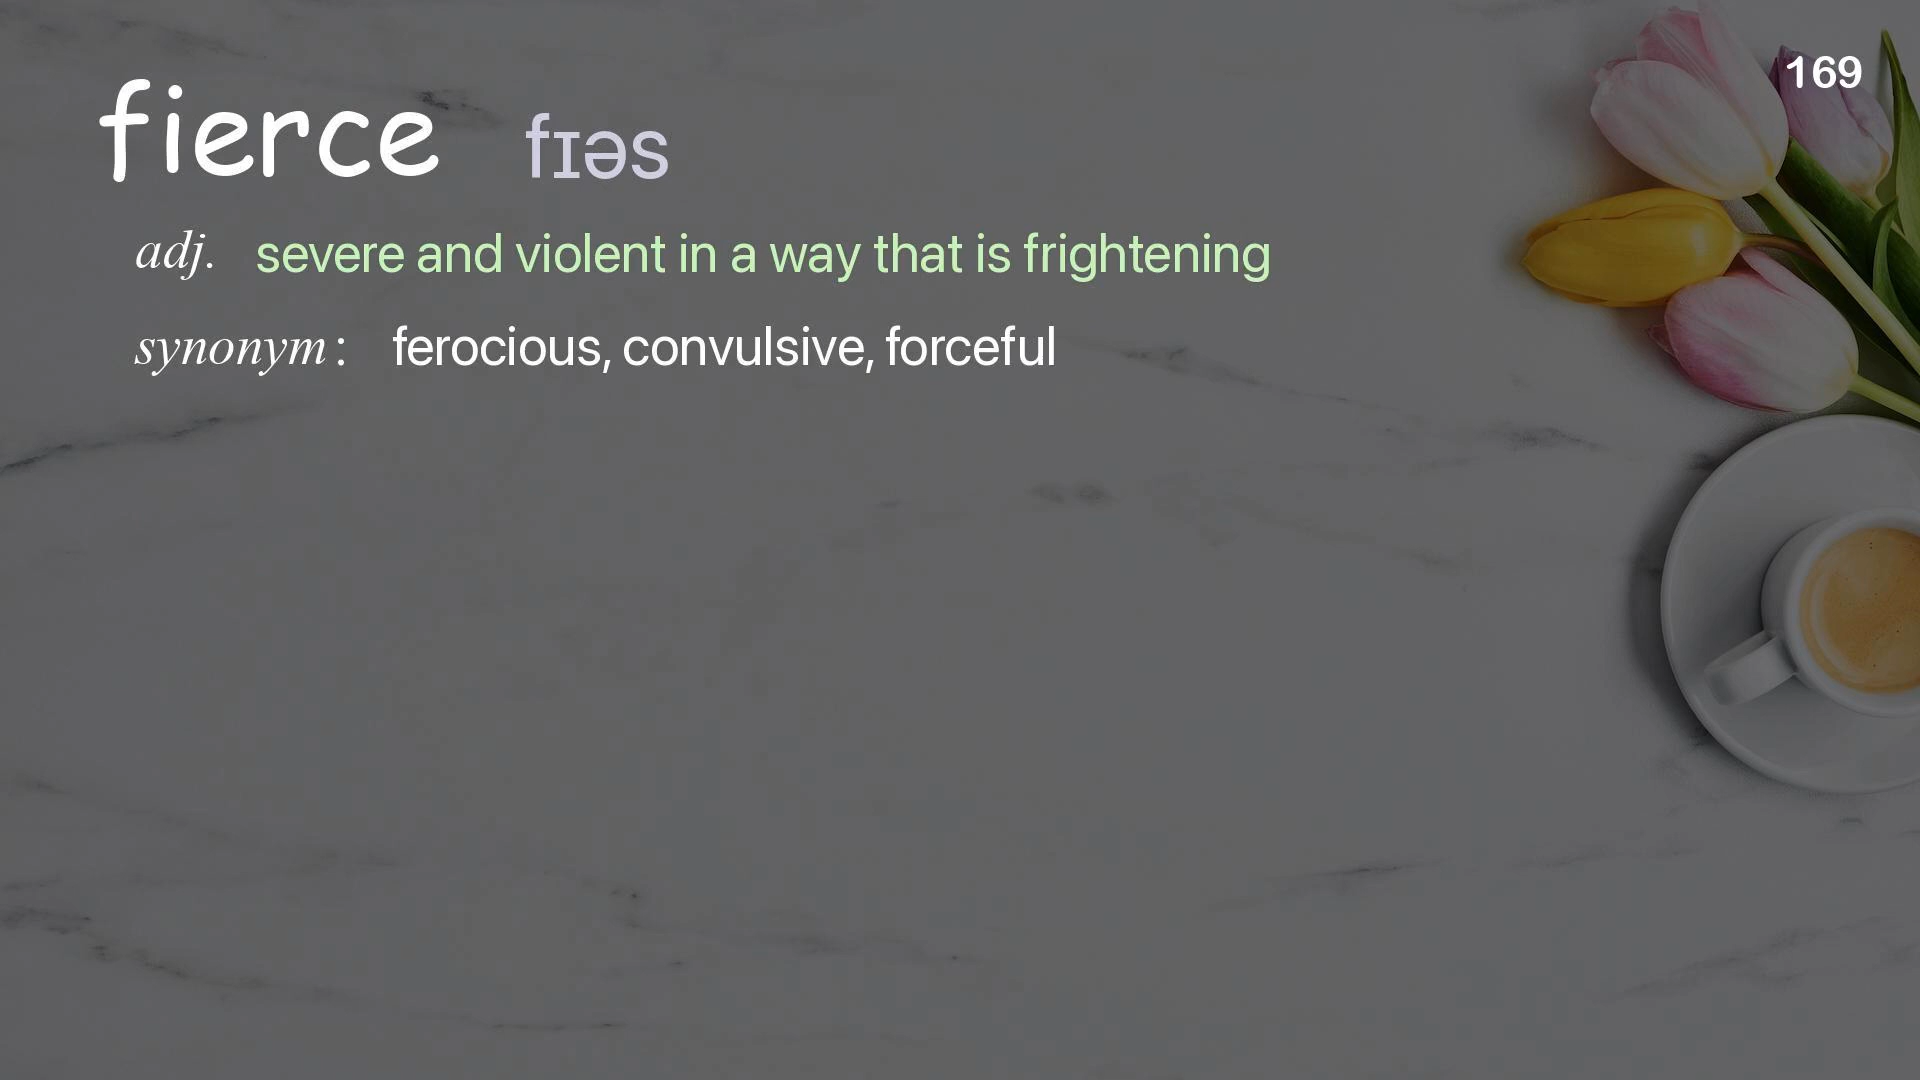 169
fierce fɪəs
adj. severe and violent in a way that is frightening
synonym: ferocious, convulsive, forceful